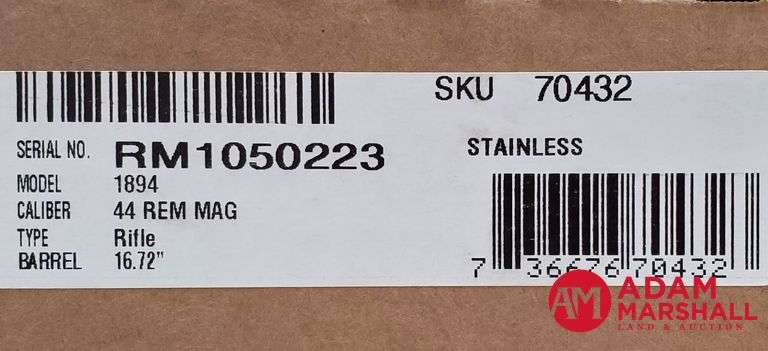 SKU 70432
SERIAL NO. RM1050223
STAINLESS
MODEL 1894
CALIBER 44 REM MAG
TYPE Rifle
BARREL 16.72"
7 36676 70432
AM ADAM
MARSHALL
LAND & AUCTION